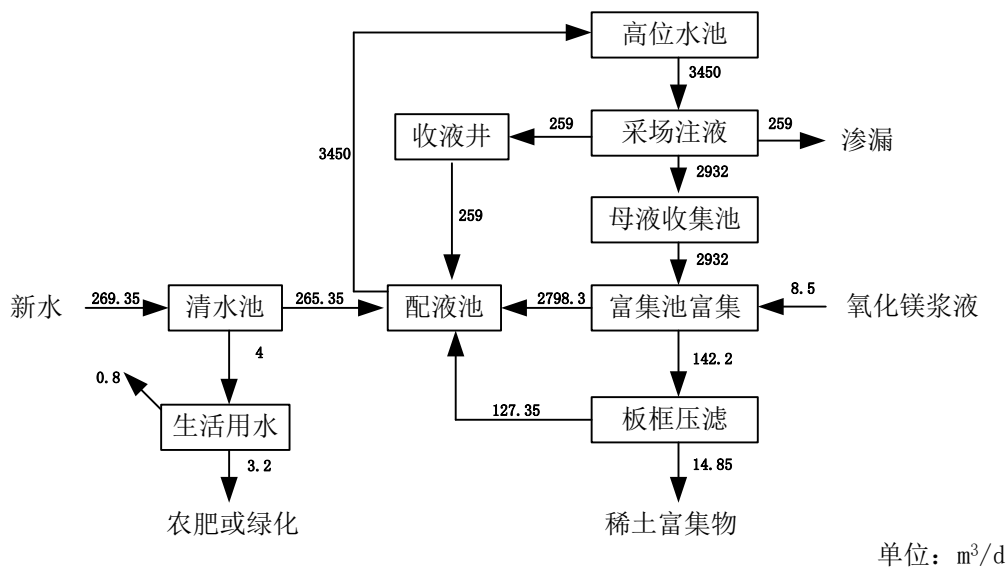 高位水池
3450
收液井
259
采场注液
259
渗漏
3450
2932
259
母液收集池
2932
新水
269.35
清水池
265.35
配液池
2798.3
富集池富集
8.5
氧化镁浆液
4
142.2
0.8
生活用水
127.35
板框压滤
3.2
14.85
农肥或绿化
稀土富集物
单位：m³/d